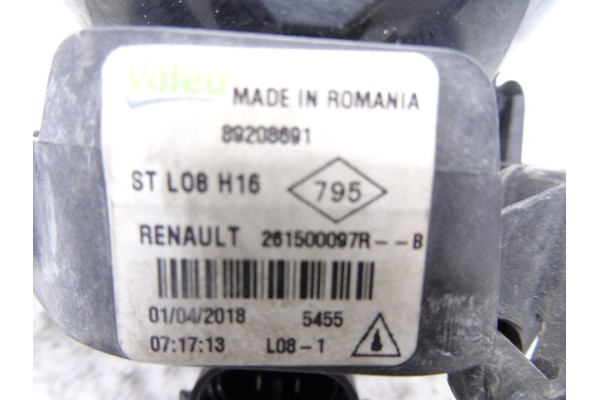 Valeo
MADE IN ROMANIA
89208691
ST L08 H16 795
RENAULT 261500097R--B
01/04/2018 5455
07:17:13 L08-1